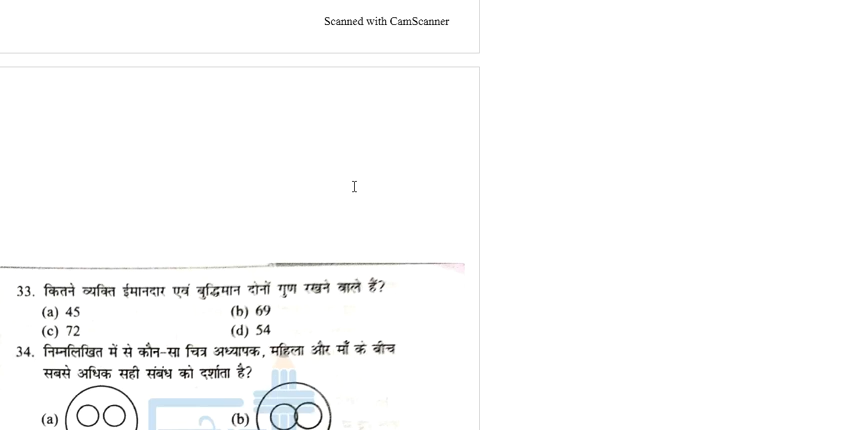 Scanned with CamScanner
33. कितने व्यक्ति ईमानदार एवं बुद्धिमान दोनों गुण रखने वाले हैं?
(a) 45 (b) 69
(c) 72 (d) 54
34. निम्नलिखित में से कौन-सा चित्र अध्यापक, महिला और माँ के बीच
सबसे अधिक सही संबंध को दर्शाता है?
(a) (b)